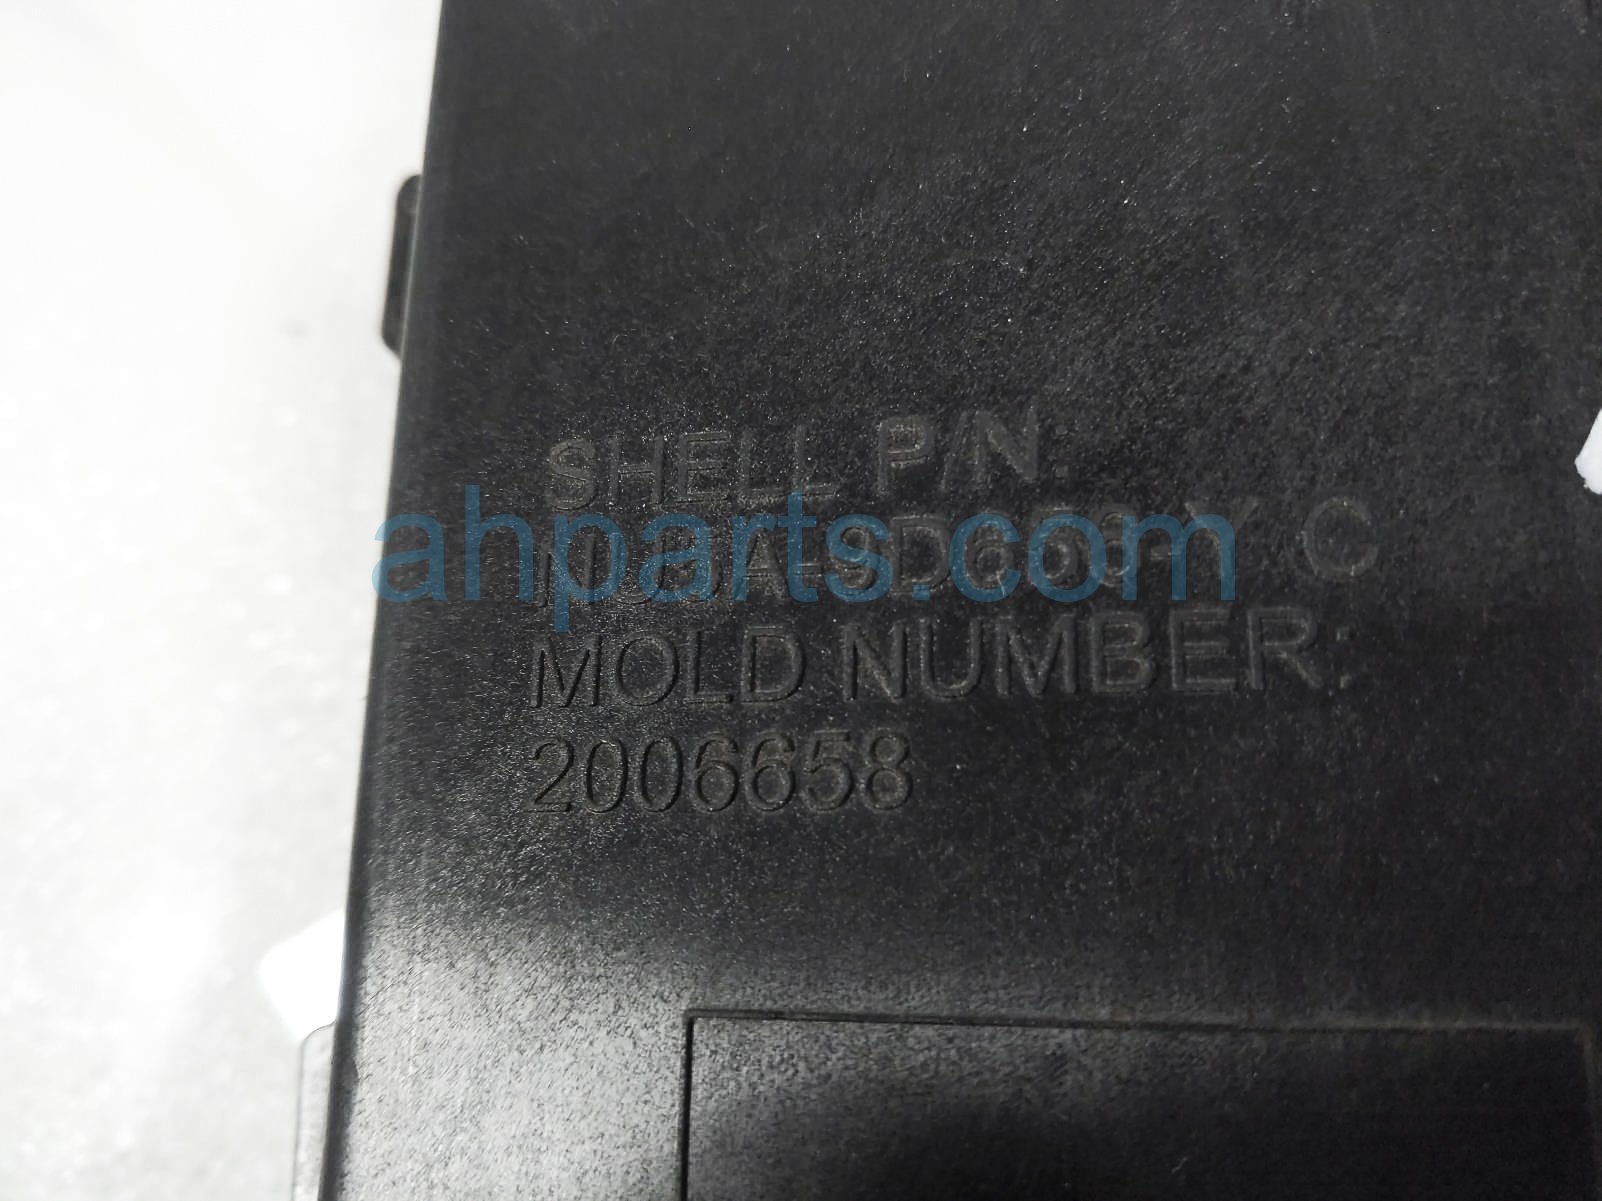 SHELL P/N:
ahparts.com
MOLD NUMBER:
2006658